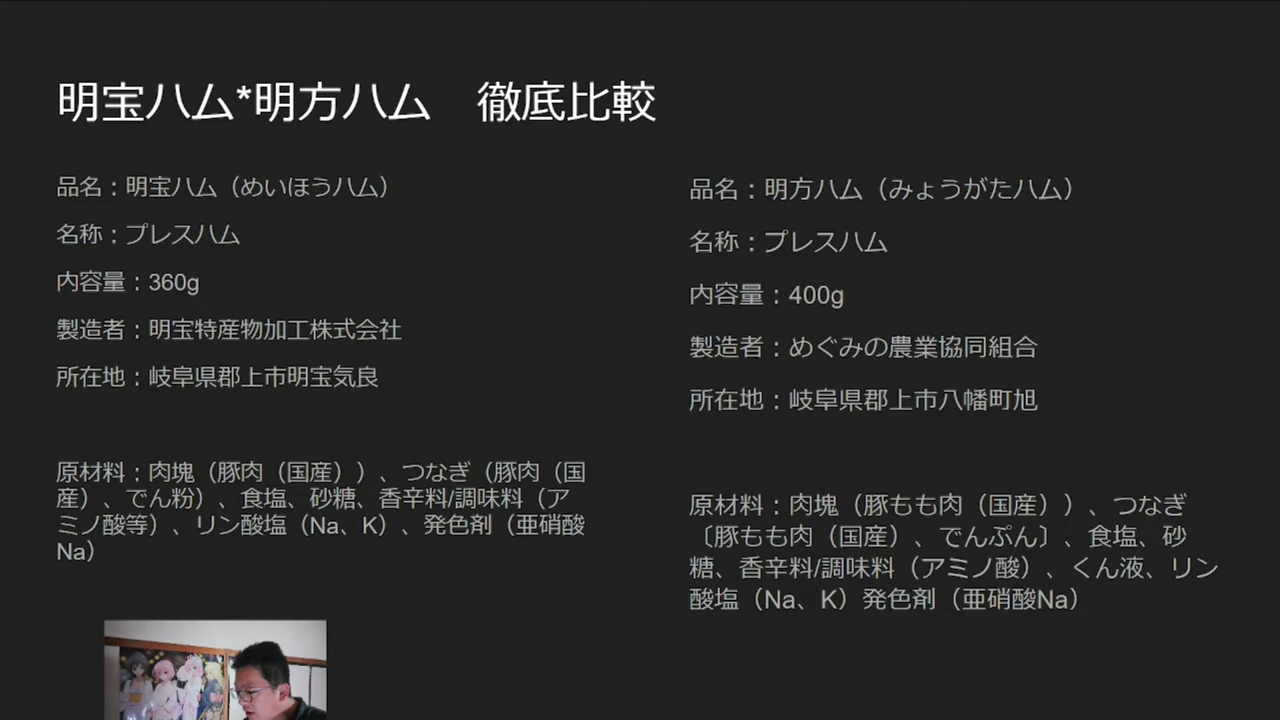 明宝ハム*明方ハム　徹底比較
品名：明宝ハム（めいほうハム）
名称：プレスハム
内容量：360g
製造者：明宝特産物加工株式会社
所在地：岐阜県郡上市明宝気良
原材料：肉塊（豚肉（国産））、つなぎ（豚肉（国
産）、でん粉）、食塩、砂糖、香辛料/調味料（ア
ミノ酸等）、リン酸塩（Na、K）、発色剤（亜硝酸
Na）
品名：明方ハム（みょうがたハム）
名称：プレスハム
内容量：400g
製造者：めぐみの農業協同組合
所在地：岐阜県郡上市八幡町旭
原材料：肉塊（豚もも肉（国産））、つなぎ
〔豚もも肉（国産）、でんぷん〕、食塩、砂
糖、香辛料/調味料（アミノ酸）、くん液、リン
酸塩（Na、K）発色剤（亜硝酸Na）